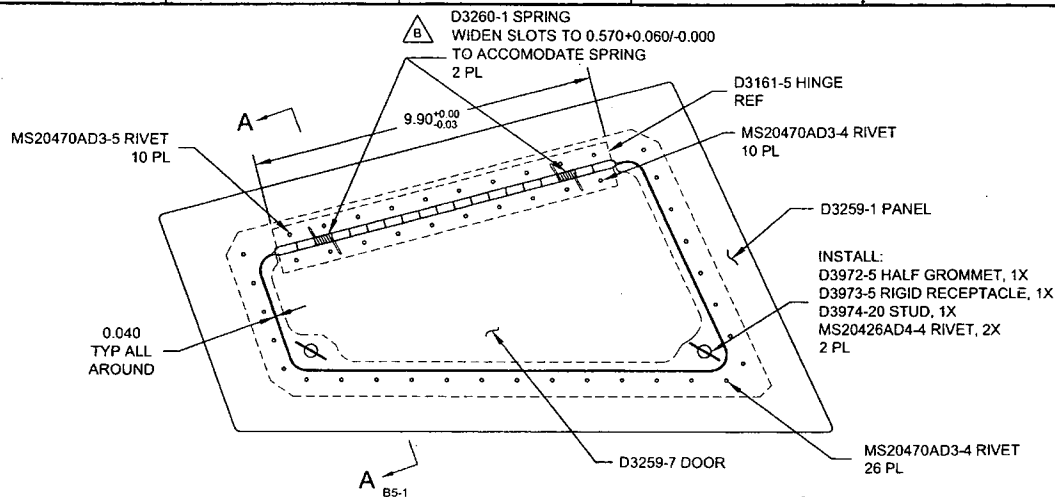 D3260-1 SPRING
B
WIDEN SLOTS TO 0.570+0.060/-0.000
TO ACCOMODATE SPRING
2 PL
D3161-5 HINGE
REF
A
9.90+0.00
-0.03
MS20470AD3-5 RIVET
10 PL
MS20470AD3-4 RIVET
10 PL
D3259-1 PANEL
INSTALL:
D3972-5 HALF GROMMET, 1X
D3973-5 RIGID RECEPTACLE, 1X
D3974-20 STUD, 1X
MS20426AD4-4 RIVET, 2X
2 PL
0.040
TYP ALL
AROUND
MS20470AD3-4 RIVET
26 PL
D3259-7 DOOR
A
B5-1